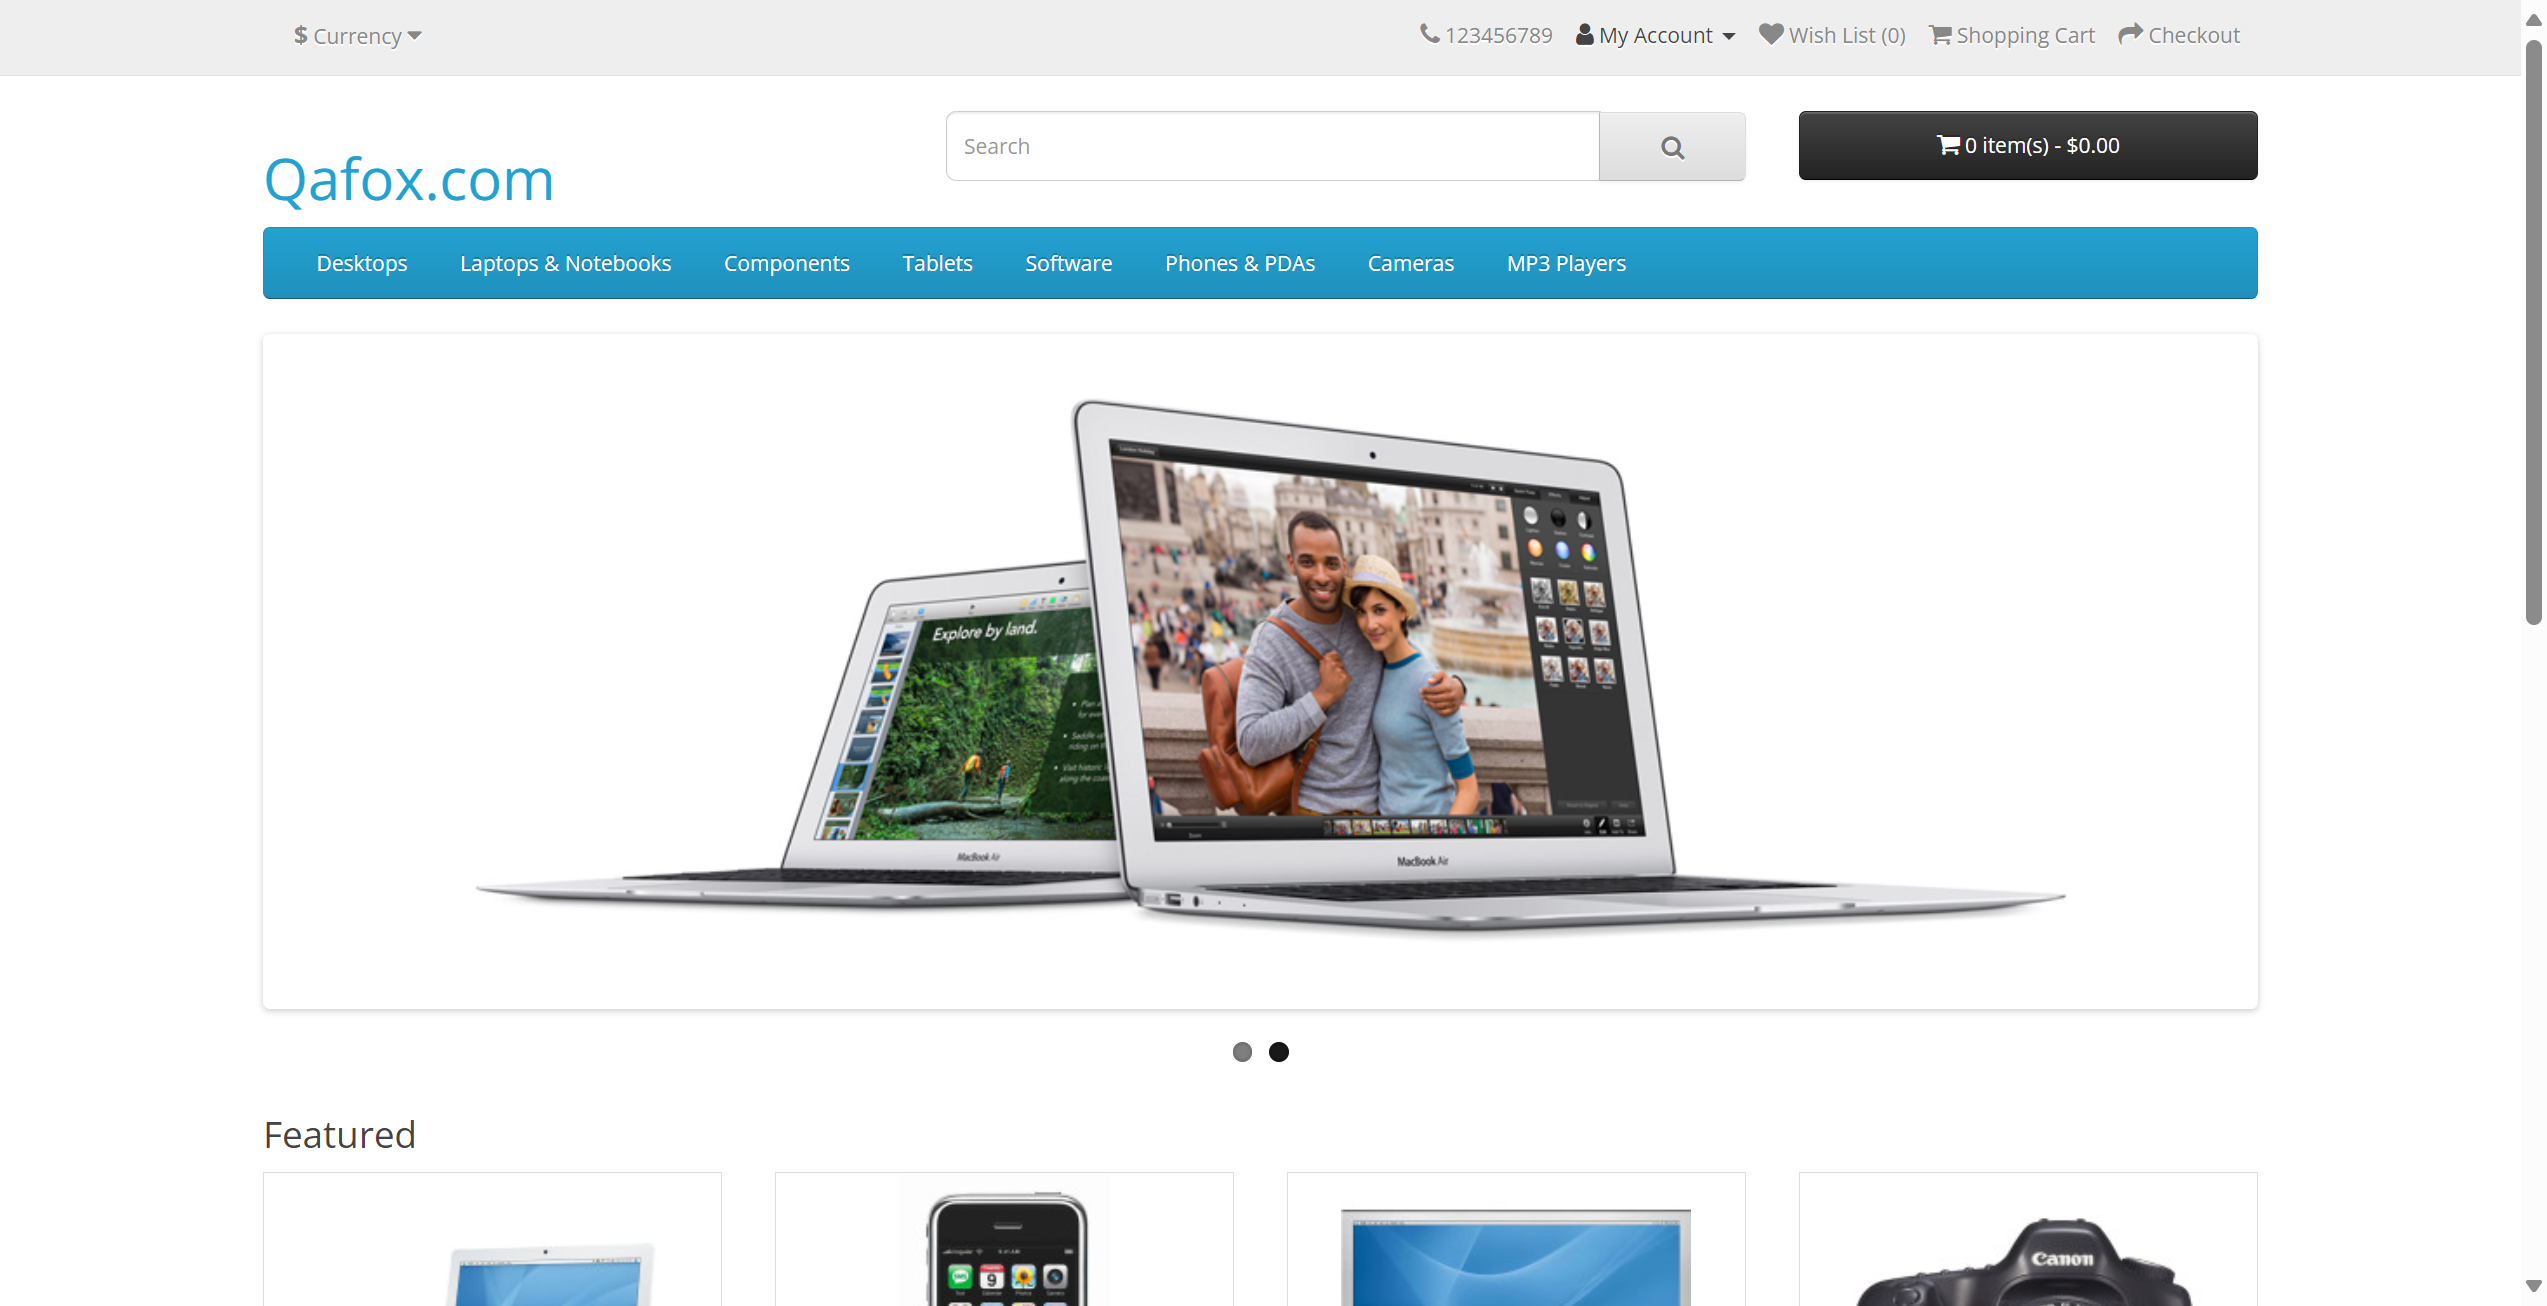 $ Currency
123456789 My Account Wish List (0) Shopping Cart Checkout
Qafox.com
Search
0 item(s) - $0.00
Desktops Laptops & Notebooks Components Tablets Software Phones & PDAs Cameras MP3 Players
Explore by land.
MacBook Air
MacBook Air
Featured
9
Canon